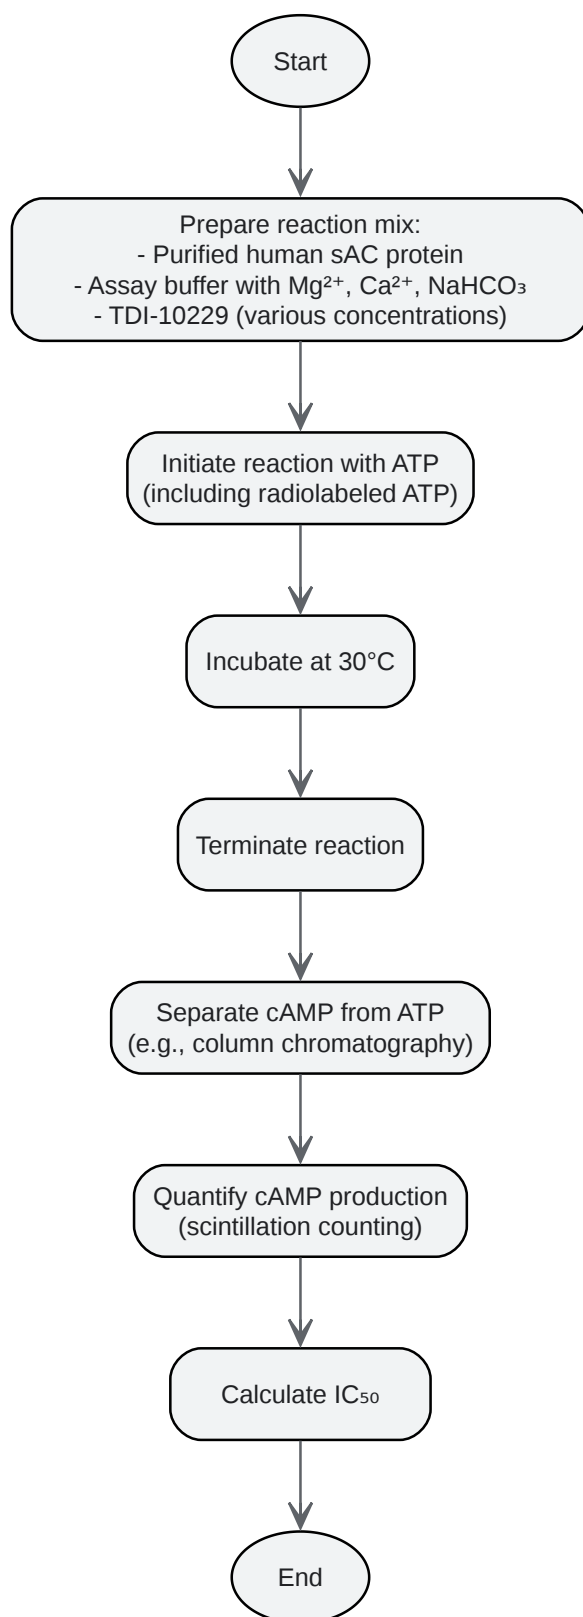 Start
Prepare reaction mix:
- Purified human sAC protein
- Assay buffer with Mg²⁺, Ca²⁺, NaHCO₃
- TDI-10229 (various concentrations)
Initiate reaction with ATP
(including radiolabeled ATP)
Incubate at 30°C
Terminate reaction
Separate cAMP from ATP
(e.g., column chromatography)
Quantify cAMP production
(scintillation counting)
Calculate IC₅₀
End